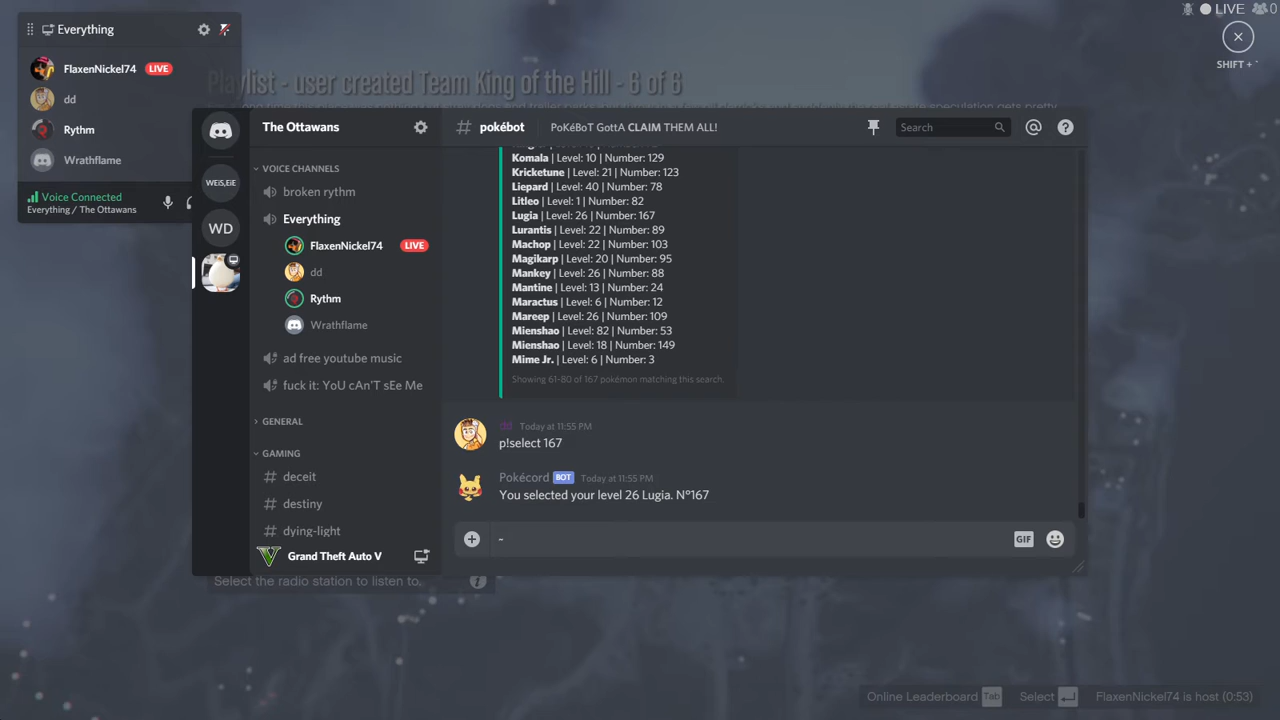 LIVE 0
SHIFT + `
Everything
FlaxenNickel74 LIVE
dd
Rythm
Wrathflame
Voice Connected
Everything / The Ottawans
Playlist - user created Team King of the Hill - 6 of 6
WEiS,EiE
WD
The Ottawans
VOICE CHANNELS
broken rythm
Everything
FlaxenNickel74 LIVE
dd
Rythm
Wrathflame
ad free youtube music
fuck it: YoU cAn'T sEe Me
GENERAL
GAMING
# deceit
# destiny
# dying-light
Grand Theft Auto V
# pokébot PoKéBoT GottA CLAIM THEM ALL!
Search
Komala | Level: 10 | Number: 129
Kricketune | Level: 21 | Number: 123
Liepard | Level: 40 | Number: 78
Litleo | Level: 1 | Number: 82
Lugia | Level: 26 | Number: 167
Lurantis | Level: 22 | Number: 89
Machop | Level: 22 | Number: 103
Magikarp | Level: 20 | Number: 95
Mankey | Level: 26 | Number: 88
Mantine | Level: 13 | Number: 24
Maractus | Level: 6 | Number: 12
Mareep | Level: 26 | Number: 109
Mienshao | Level: 82 | Number: 53
Mienshao | Level: 18 | Number: 149
Mime Jr. | Level: 6 | Number: 3
Showing 61-80 of 167 pokémon matching this search.
dd Today at 11:55 PM
p!select 167
Pokécord BOT Today at 11:55 PM
You selected your level 26 Lugia. Nº167
-
GIF
Select the radio station to listen to.
Online Leaderboard Tab Select FlaxenNickel74 is host (0:53)